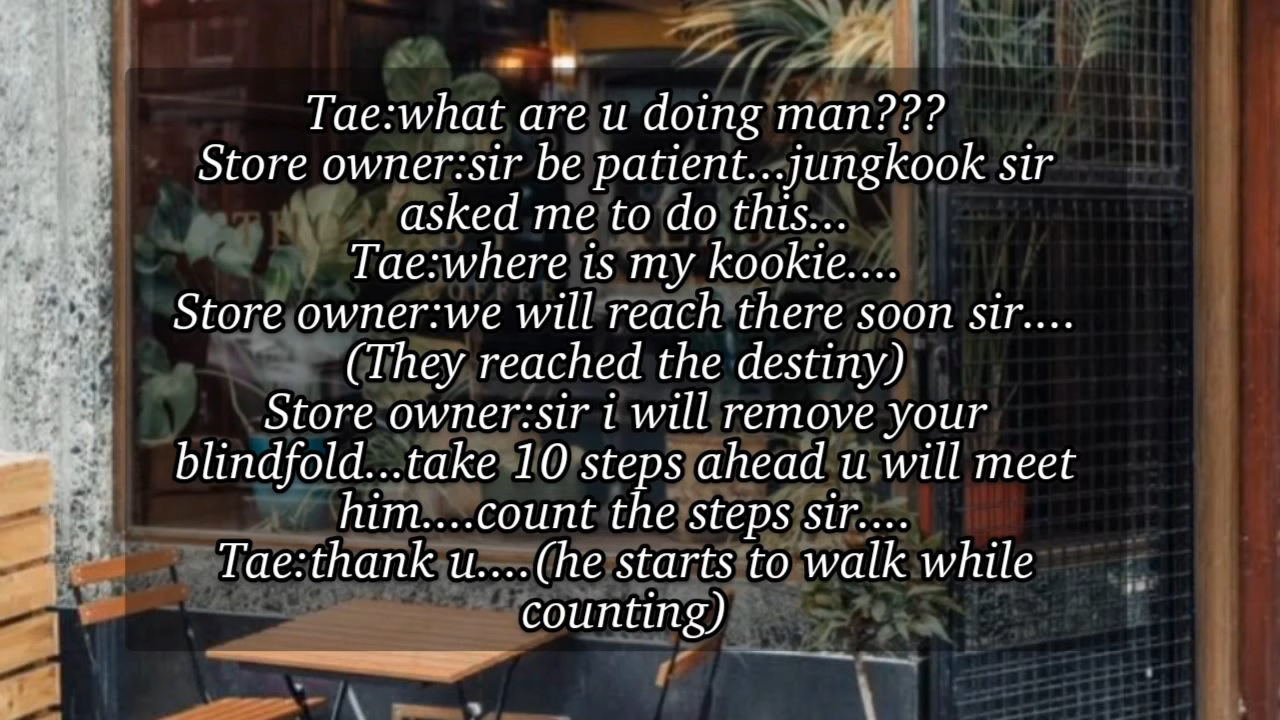 Tae:what are u doing man???
Store owner:sir be patient...jungkook sir
asked me to do this...
Tae:where is my kookie....
Store owner:we will reach there soon sir....
(They reached the destiny)
Store owner:sir i will remove your
blindfold...take 10 steps ahead u will meet
him....count the steps sir....
Tae:thank u....(he starts to walk while
counting)